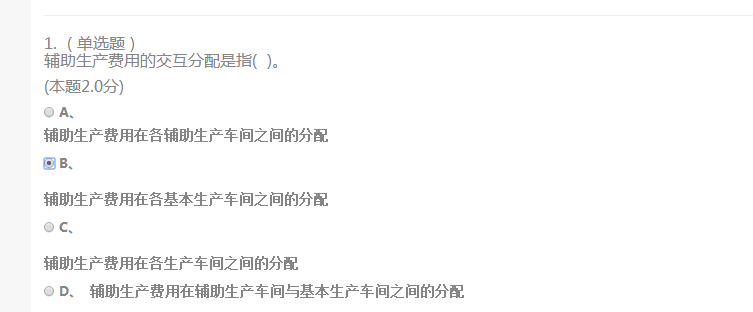 1. （单选题）
辅助生产费用的交互分配是指(  )。
(本题2.0分)
A、
辅助生产费用在各辅助生产车间之间的分配
B、
辅助生产费用在各基本生产车间之间的分配
C、
辅助生产费用在各生产车间之间的分配
D、 辅助生产费用在辅助生产车间与基本生产车间之间的分配